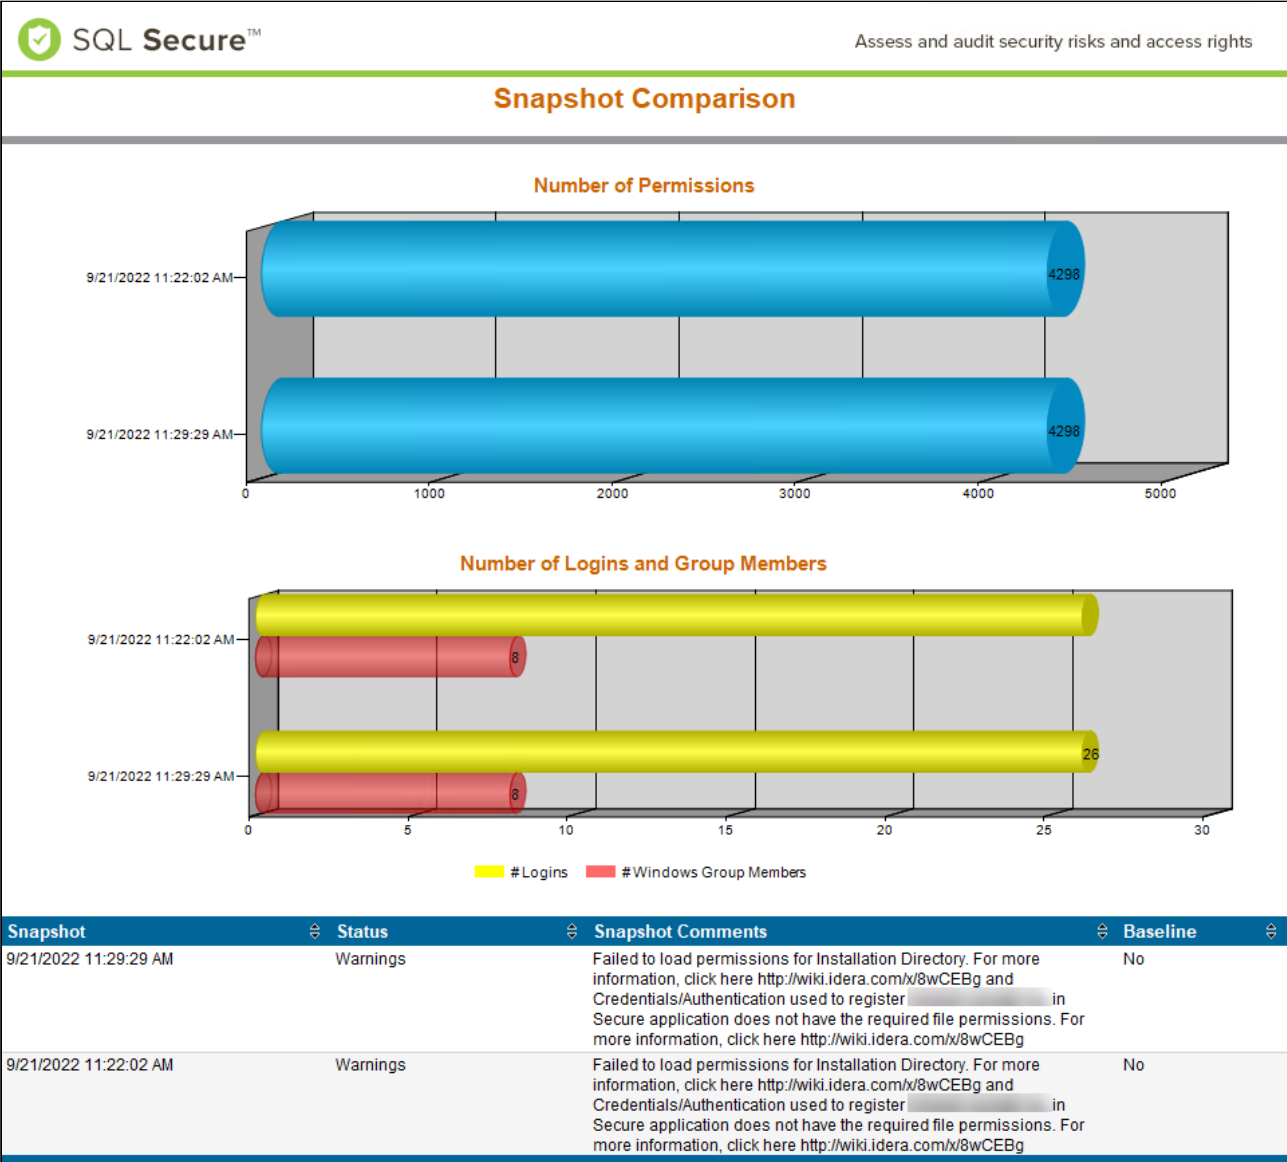 SQL Secure™
Assess and audit security risks and access rights
Snapshot Comparison
Number of Permissions
9/21/2022 11:22:02 AM
4298
9/21/2022 11:29:29 AM
4298
0 1000 2000 3000 4000 5000
Number of Logins and Group Members
9/21/2022 11:22:02 AM
8
26
9/21/2022 11:29:29 AM
8
0 5 10 15 20 25 30
# Logins # Windows Group Members
Snapshot Status Snapshot Comments Baseline
9/21/2022 11:29:29 AM Warnings Failed to load permissions for Installation Directory. For more No
information, click here http://wiki.idera.com/x/8wCEBg and
Credentials/Authentication used to register in
Secure application does not have the required file permissions. For
more information, click here http://wiki.idera.com/x/8wCEBg
9/21/2022 11:22:02 AM Warnings Failed to load permissions for Installation Directory. For more No
information, click here http://wiki.idera.com/x/8wCEBg and
Credentials/Authentication used to register in
Secure application does not have the required file permissions. For
more information, click here http://wiki.idera.com/x/8wCEBg